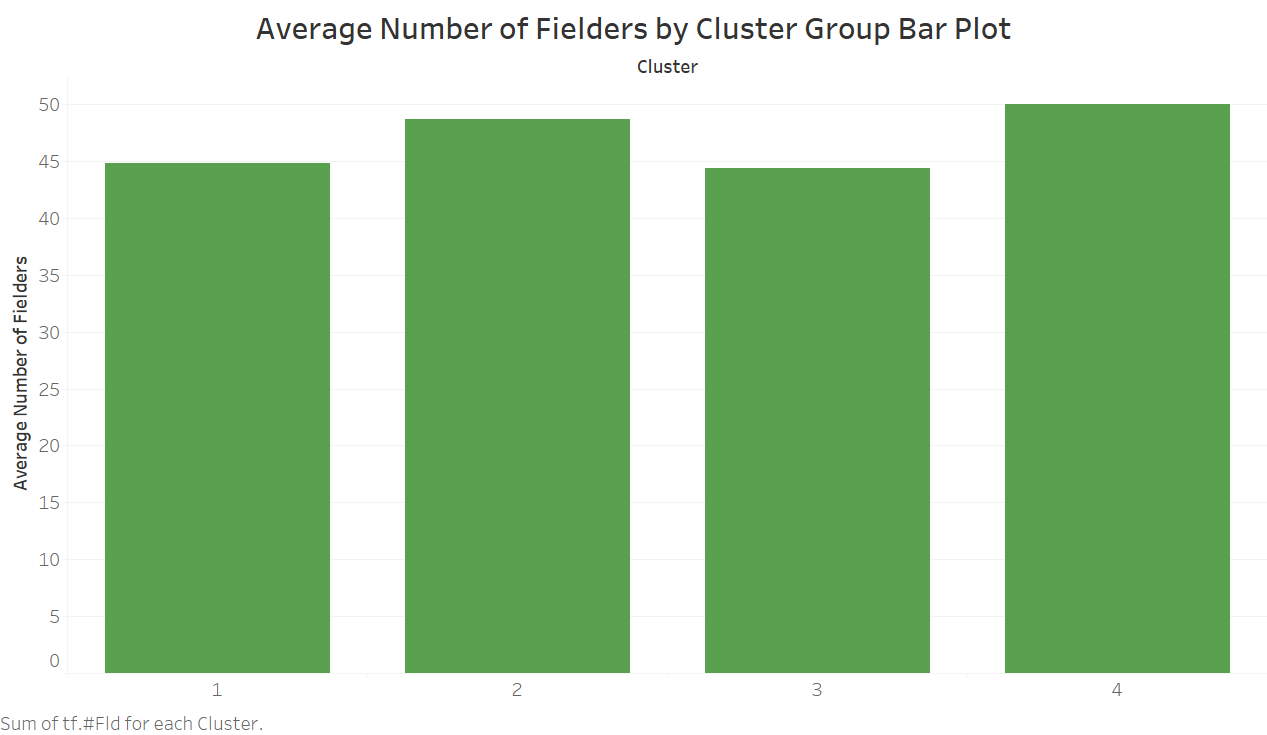 Average Number of Fielders by Cluster Group Bar Plot
Cluster
Average Number of Fielders
50
45
40
35
30
25
20
15
10
5
0
1 2 3 4
Sum of tf.#Fld for each Cluster.